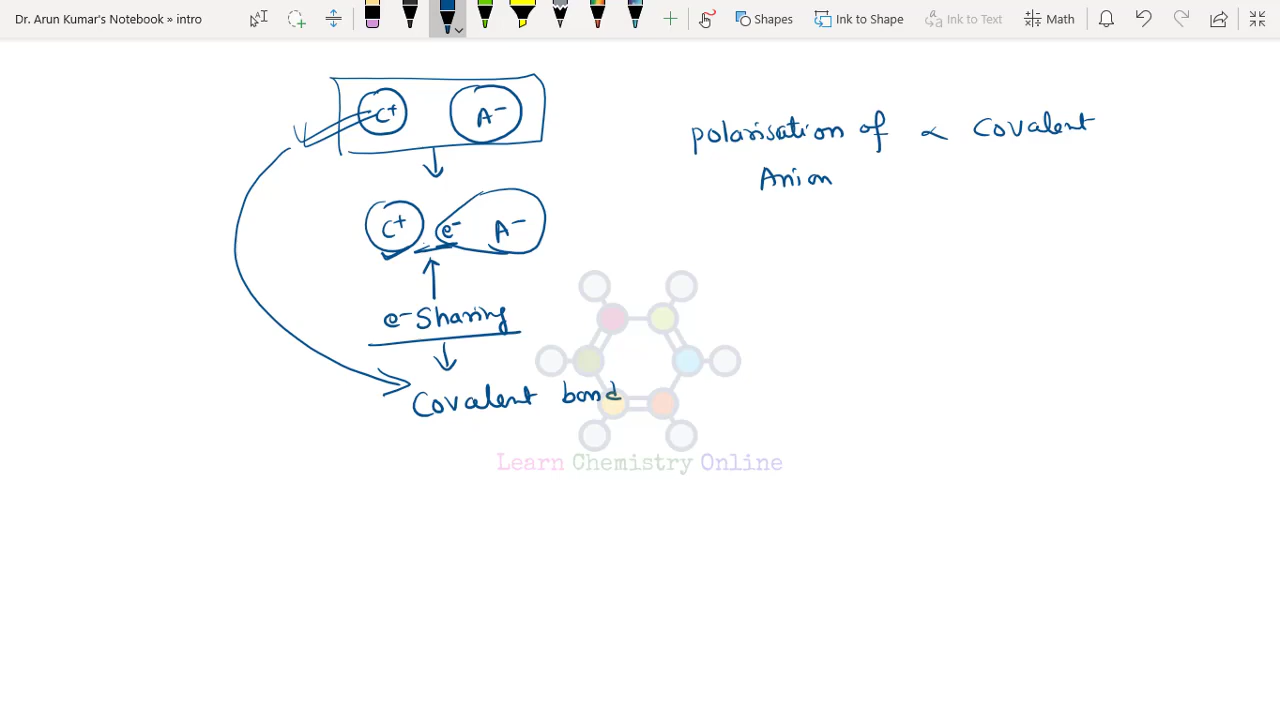 Dr. Arun Kumar's Notebook » intro
Shapes
Ink to Shape
Ink to Text
Math
C+ A-
polarisation of ∝ Covalent
Anion
C+ e- A-
e- Sharing
Covalent bond
Learn Chemistry Online